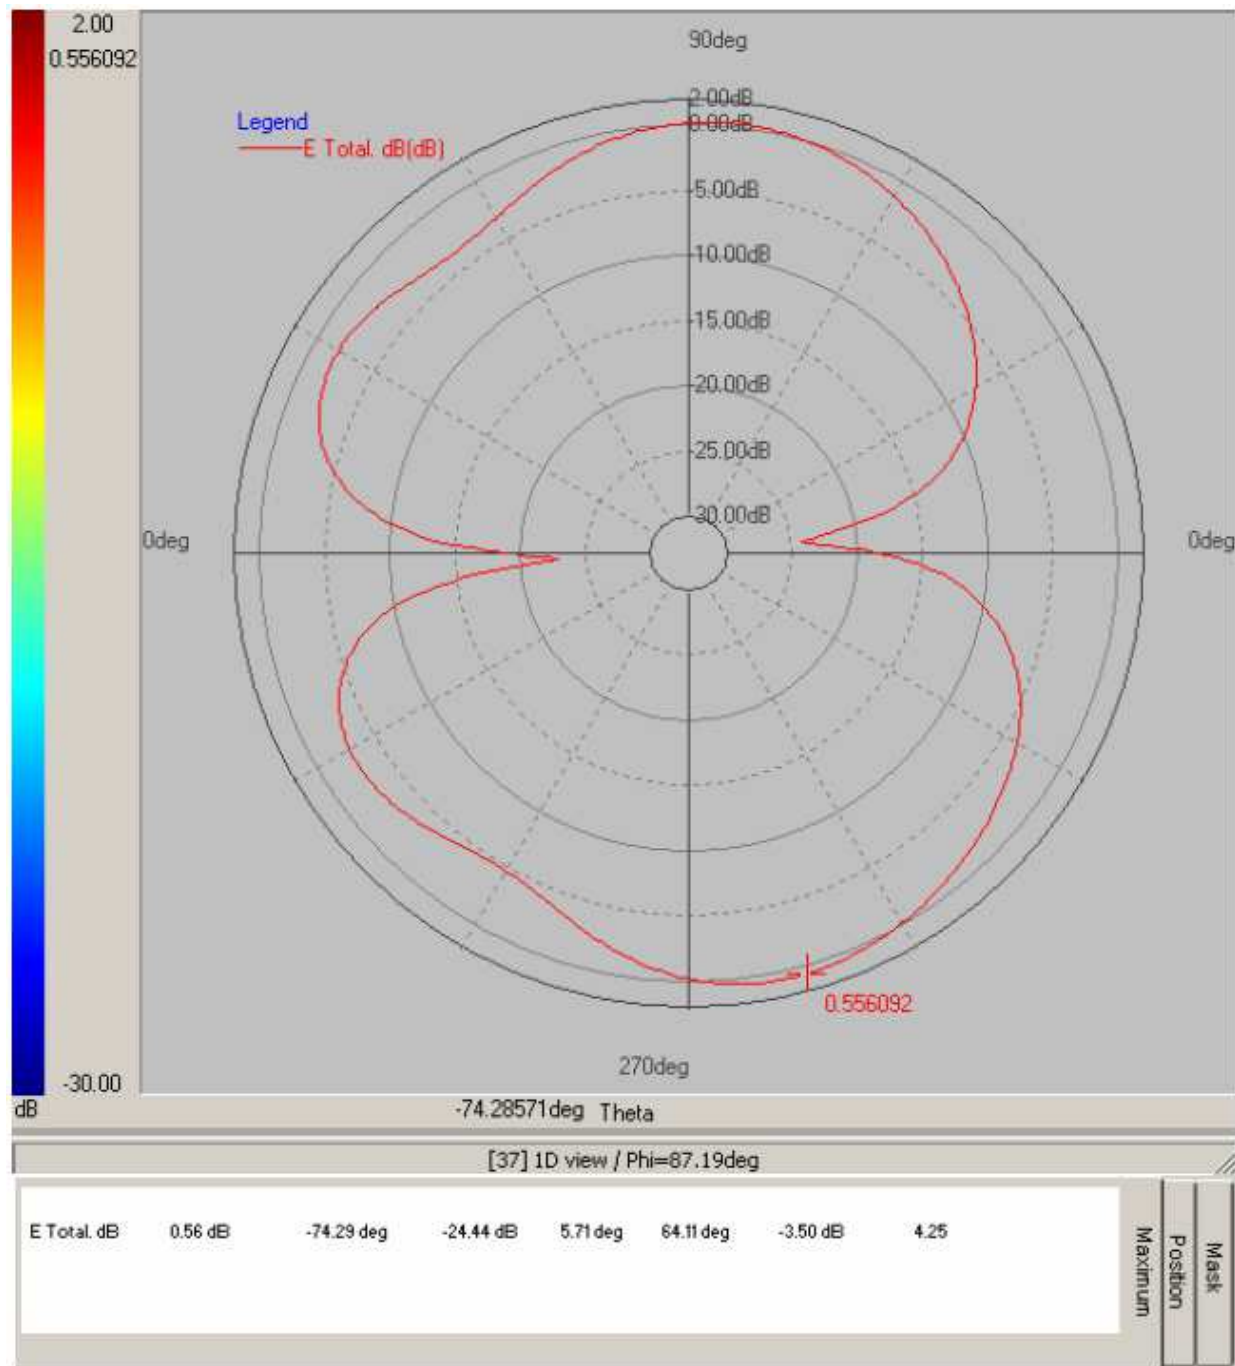 2.00
0.556092
90deg
2.00dB
0.00dB
Legend
E Total. dB(dB)
-5.00dB
-10.00dB
-15.00dB
-20.00dB
-25.00dB
-30.00dB
0deg
0deg
0.556092
270deg
-30.00
dB
-74.28571deg Theta
[37] 1D view / Phi=87.19deg
E Total. dB 0.56 dB -74.29 deg -24.44 dB 5.71 deg 64.11 deg -3.50 dB 4.25
Maximum
Position
Mask